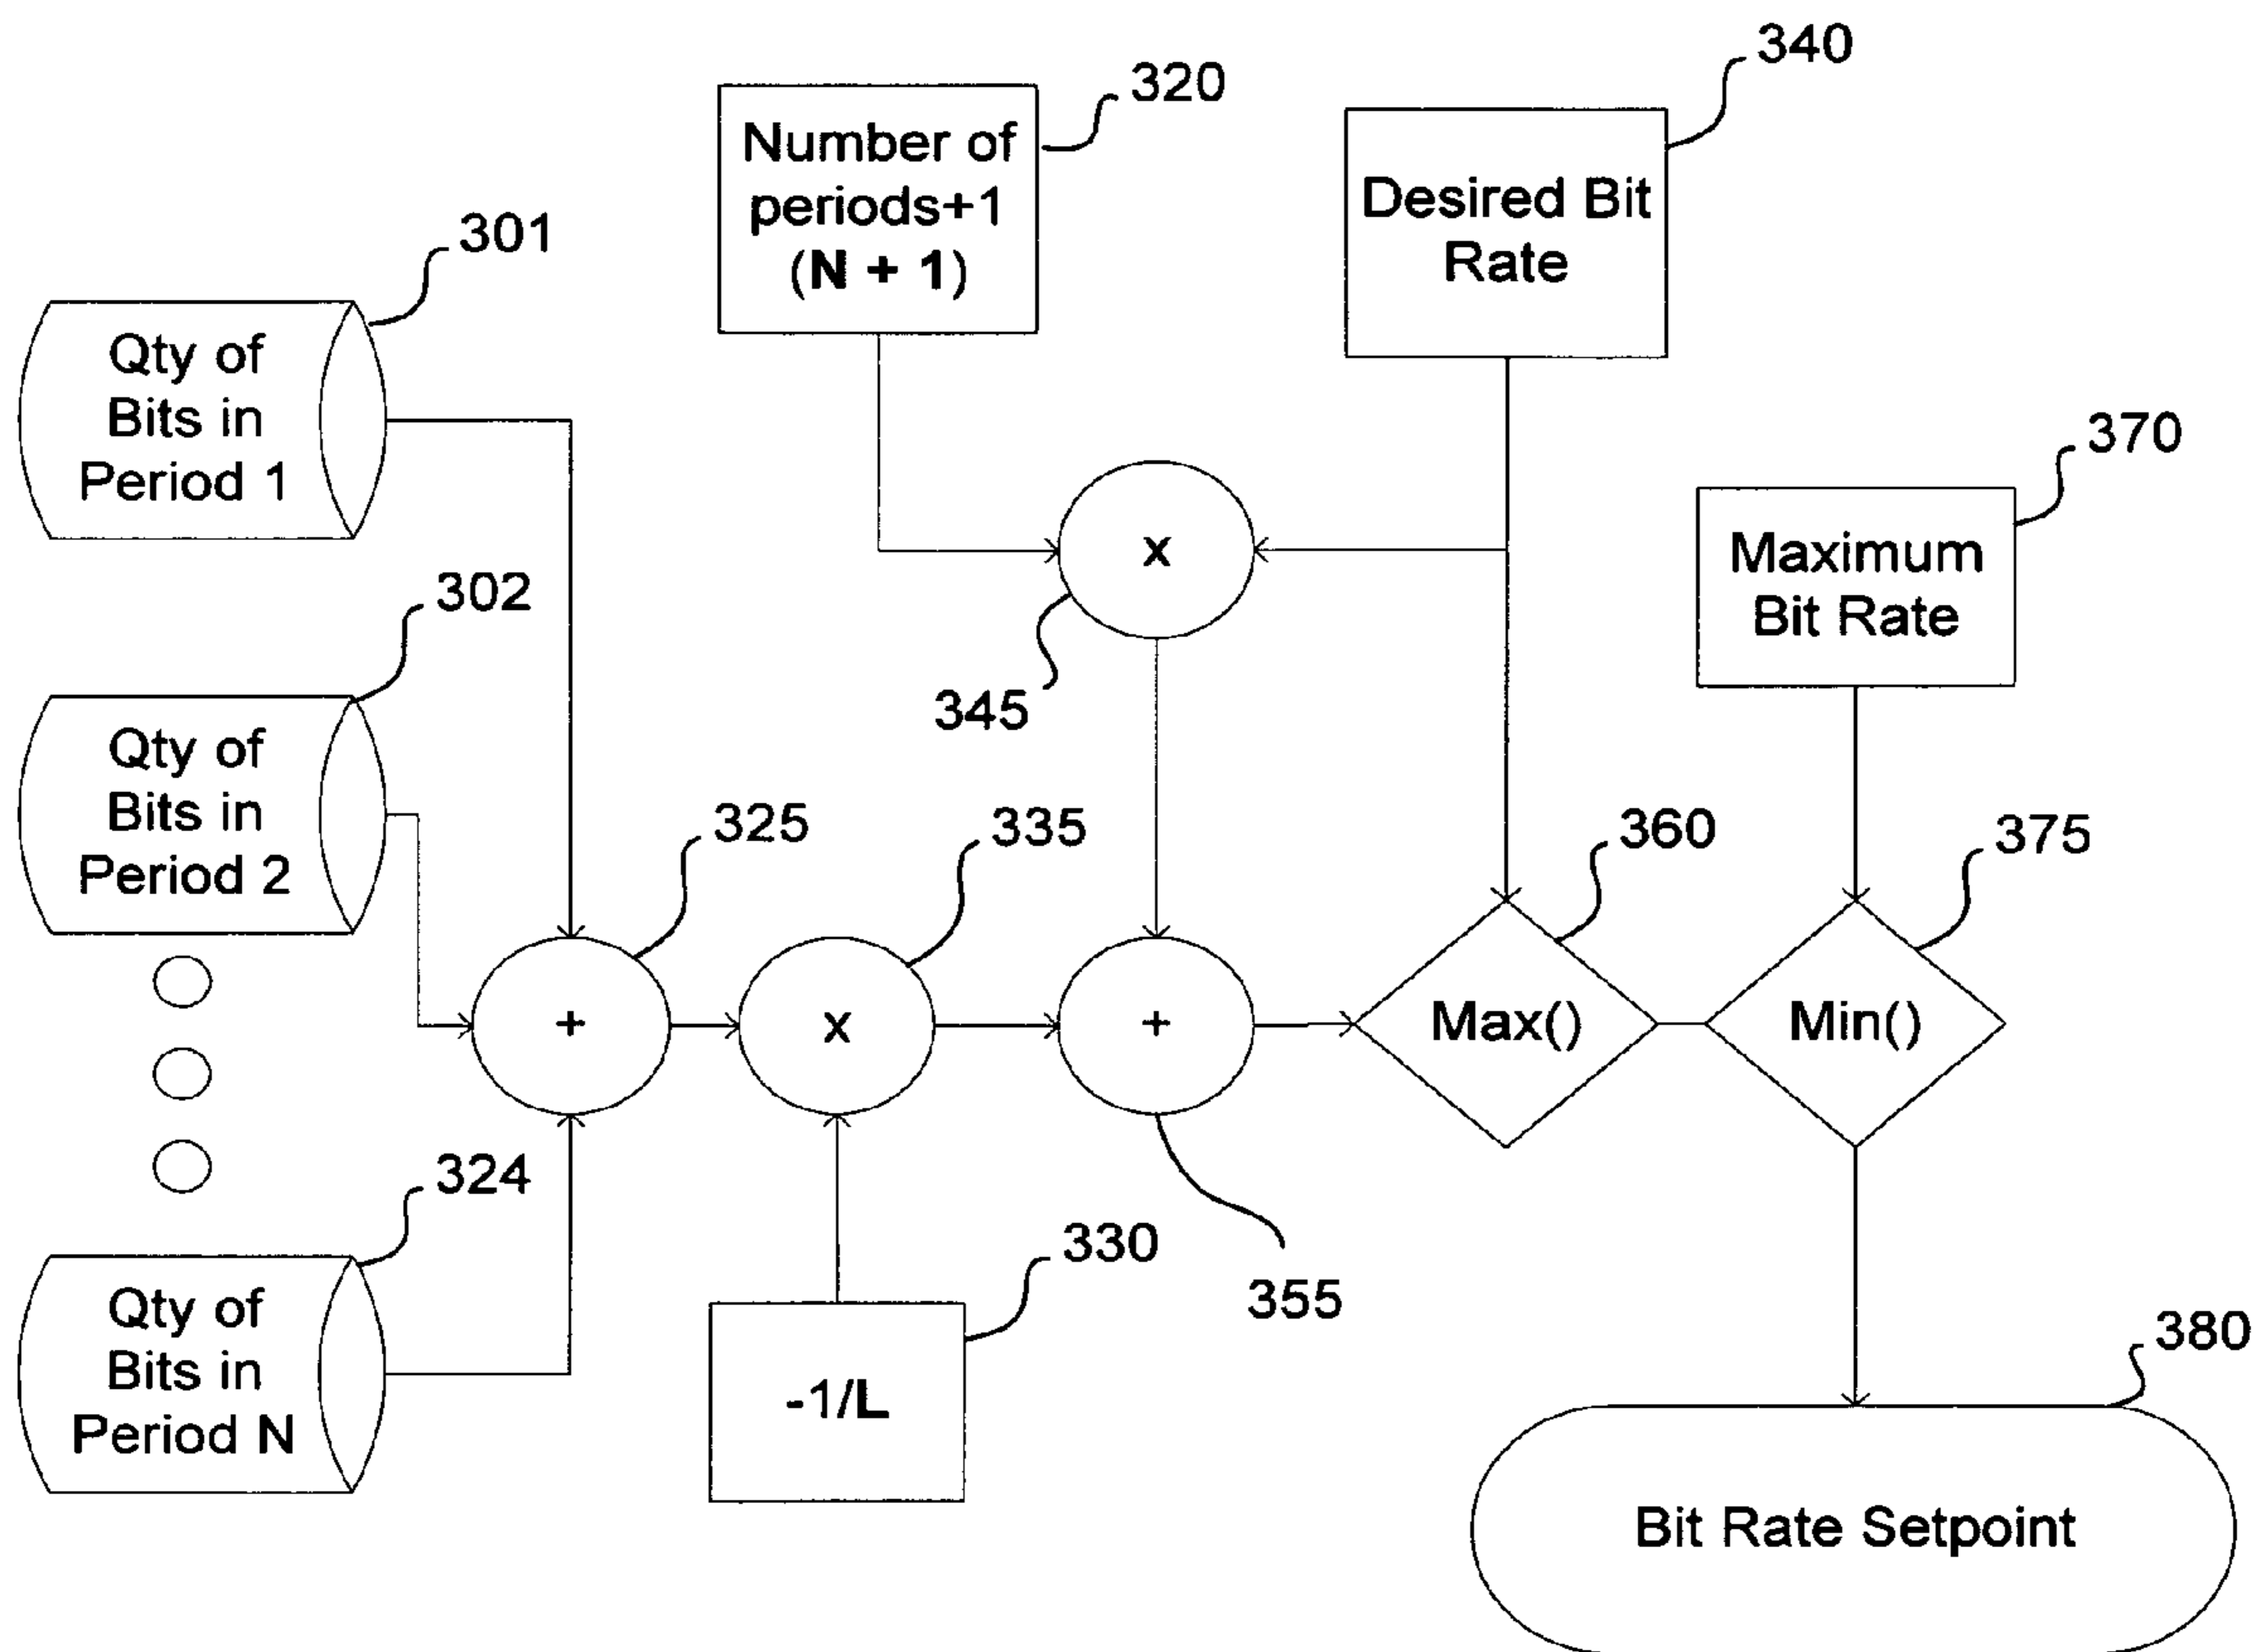 340
320
Number of
periods+1
(N + 1)
Desired Bit
Rate
301
Qty of
Bits in
Period 1
370
Maximum
Bit Rate
x
345
302
Qty of
Bits in
Period 2
325
335
360
375
+
x
+
Max()
Min()
324
Qty of
Bits in
Period N
330
-1/L
355
380
Bit Rate Setpoint